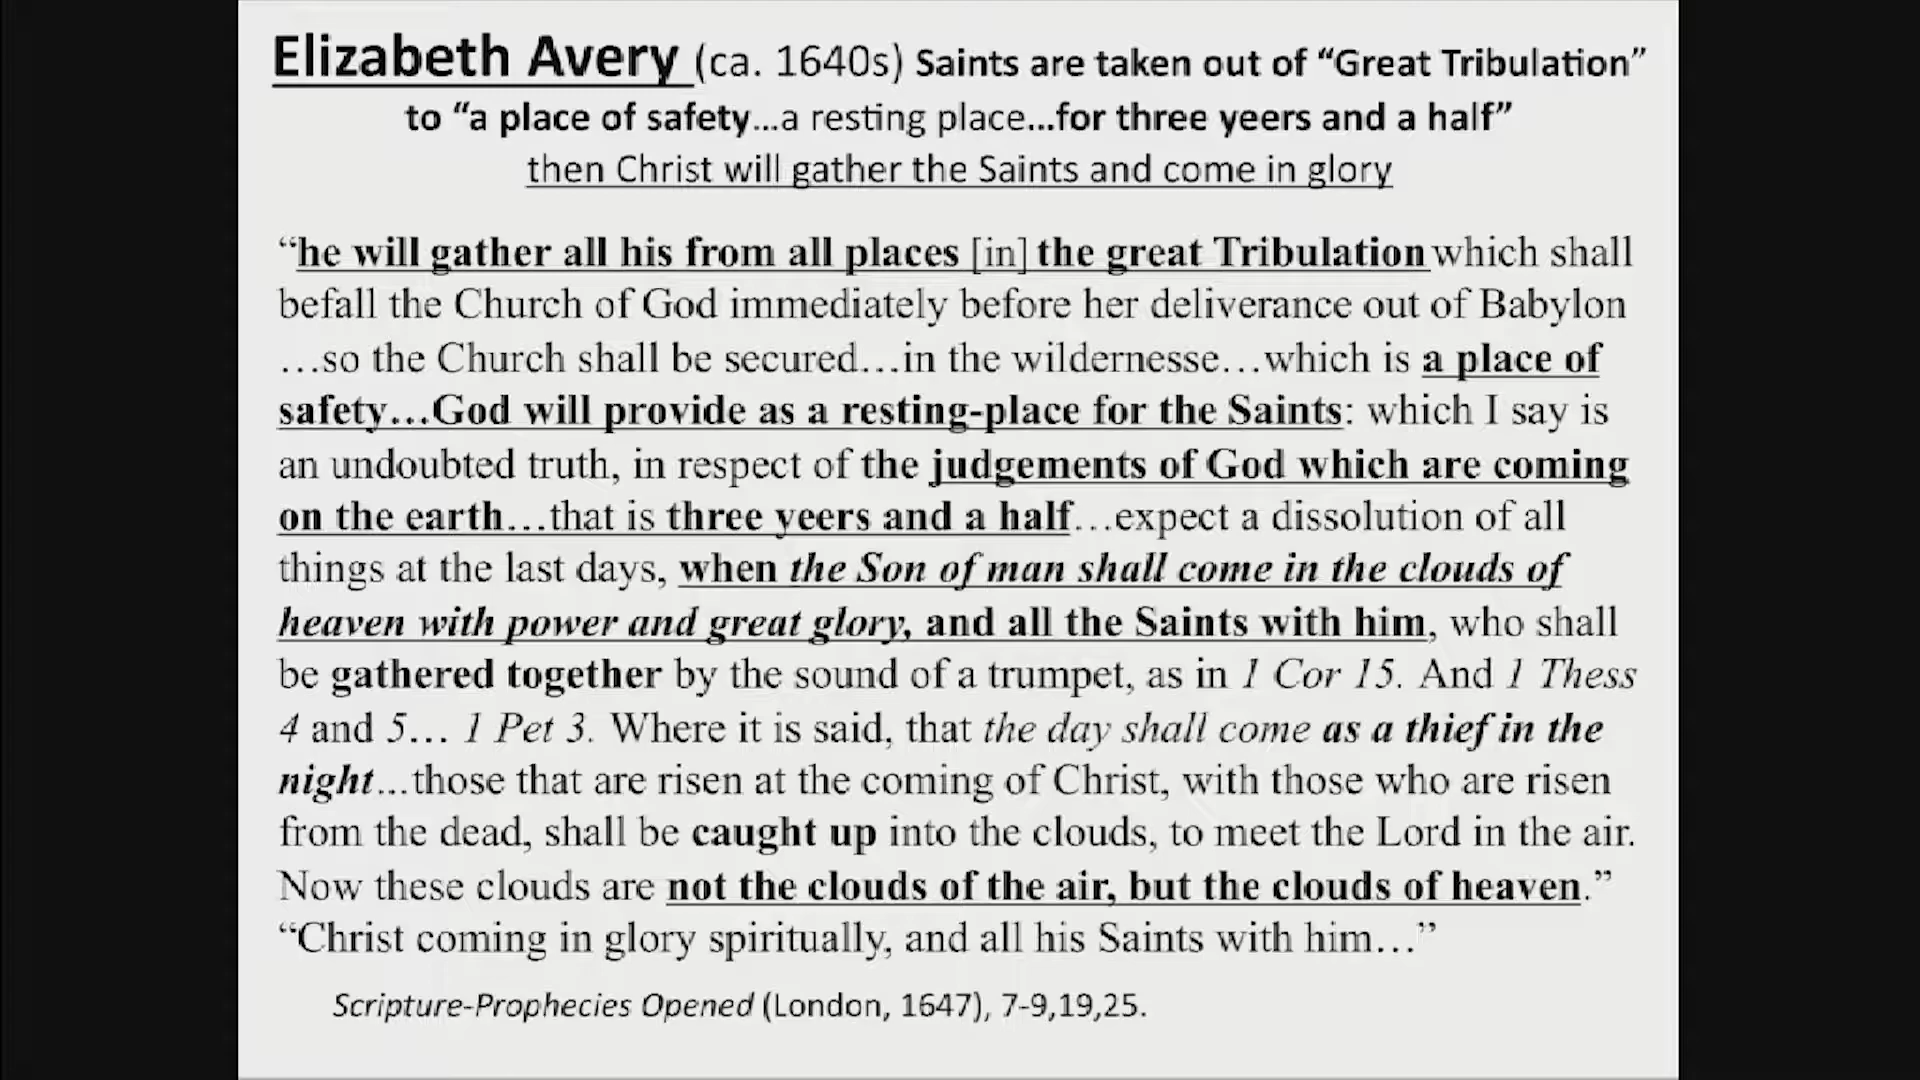 Elizabeth Avery (ca. 1640s) Saints are taken out of “Great Tribulation”
to “a place of safety...a resting place...for three yeers and a half”
then Christ will gather the Saints and come in glory
“he will gather all his from all places [in] the great Tribulation which shall
befall the Church of God immediately before her deliverance out of Babylon
…so the Church shall be secured…in the wildernesse…which is a place of
safety…God will provide as a resting-place for the Saints: which I say is
an undoubted truth, in respect of the judgements of God which are coming
on the earth…that is three yeers and a half…expect a dissolution of all
things at the last days, when the Son of man shall come in the clouds of
heaven with power and great glory, and all the Saints with him, who shall
be gathered together by the sound of a trumpet, as in 1 Cor 15. And 1 Thess
4 and 5… 1 Pet 3. Where it is said, that the day shall come as a thief in the
night…those that are risen at the coming of Christ, with those who are risen
from the dead, shall be caught up into the clouds, to meet the Lord in the air.
Now these clouds are not the clouds of the air, but the clouds of heaven.”
“Christ coming in glory spiritually, and all his Saints with him…”
Scripture-Prophecies Opened (London, 1647), 7-9,19,25.